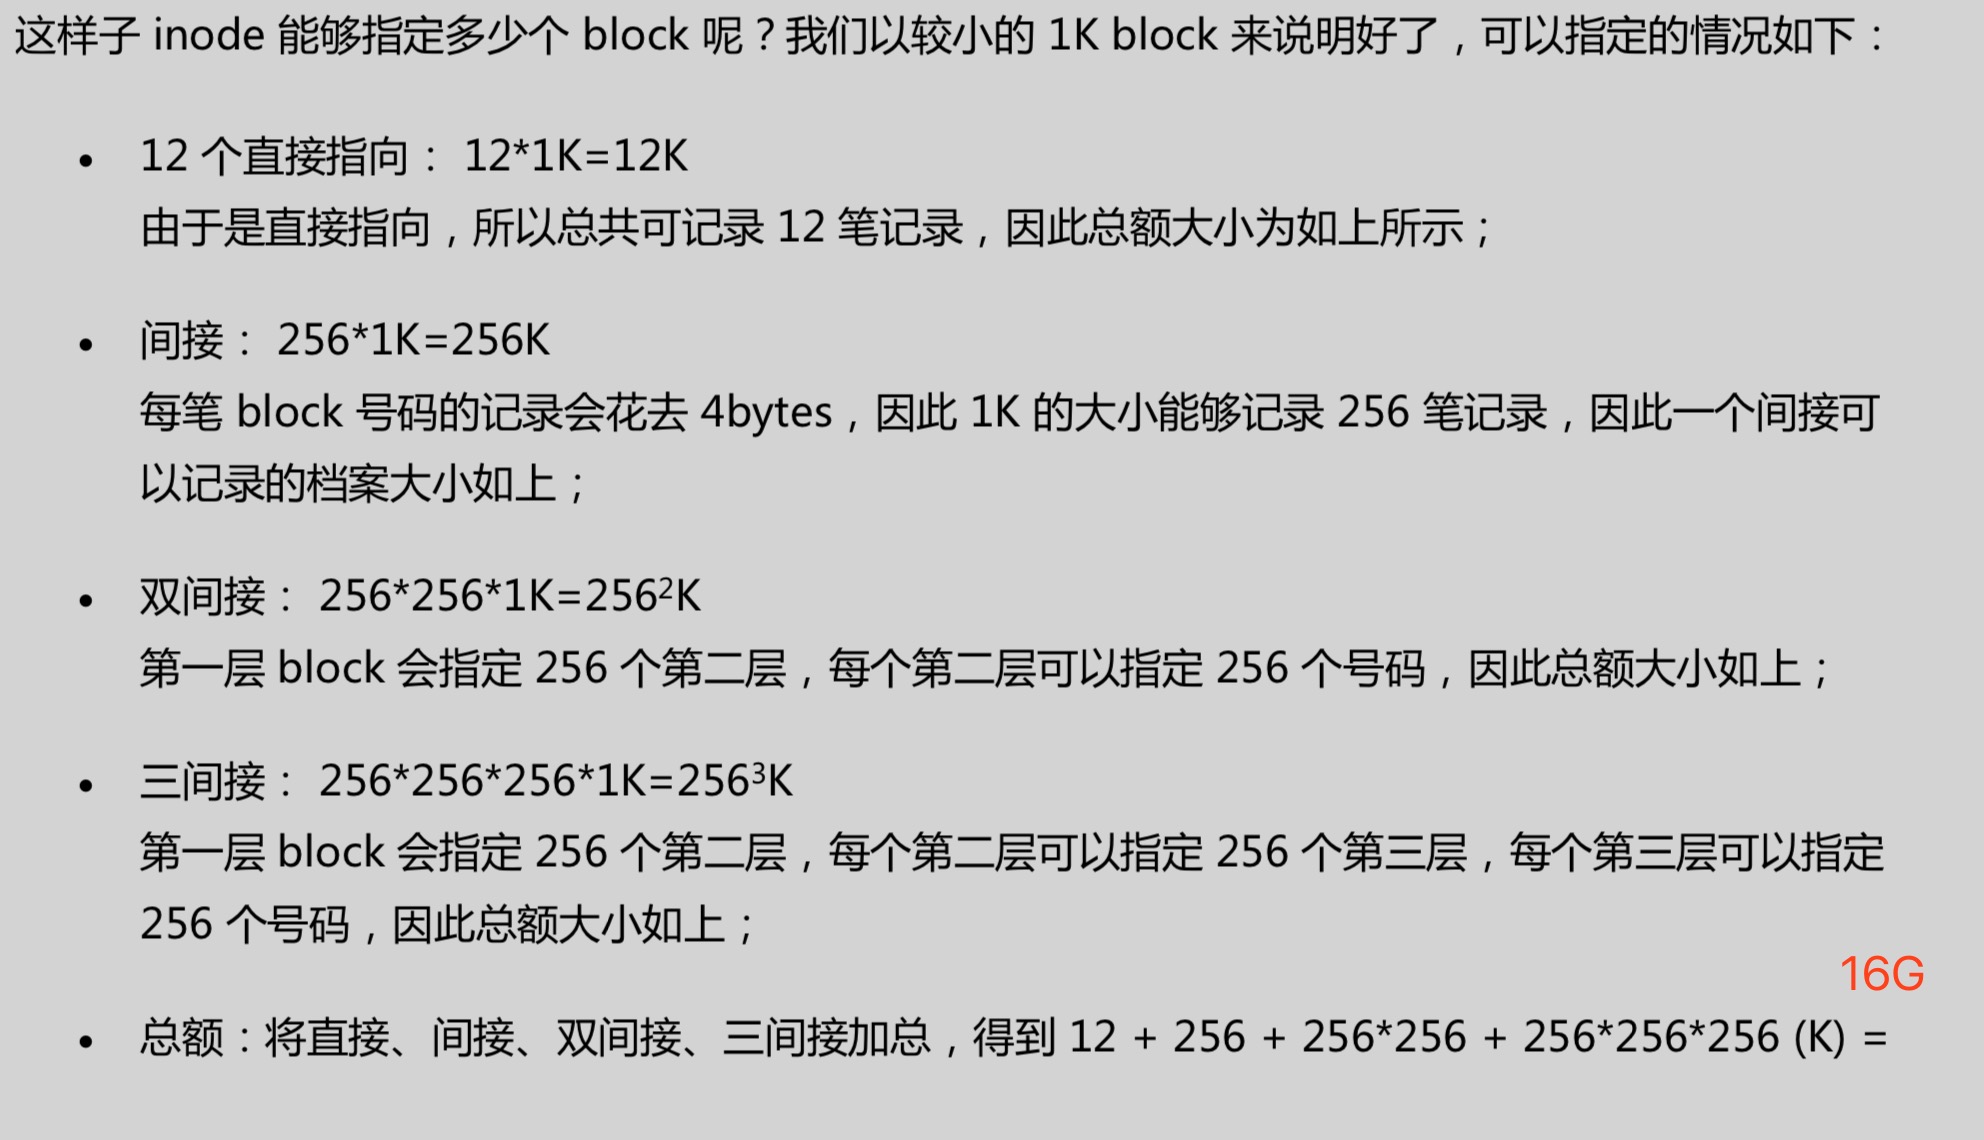 这样子 inode 能够指定多少个 block 呢？我们以较小的 1K block 来说明好了，可以指定的情况如下：
• 12 个直接指向： 12*1K=12K
由于是直接指向，所以总共可记录 12 笔记录，因此总额大小为如上所示；
• 间接： 256*1K=256K
每笔 block 号码的记录会花去 4bytes，因此 1K 的大小能够记录 256 笔记录，因此一个间接可
以记录的档案大小如上；
• 双间接： 256*256*1K=256²K
第一层 block 会指定 256 个第二层，每个第二层可以指定 256 个号码，因此总额大小如上；
• 三间接： 256*256*256*1K=256³K
第一层 block 会指定 256 个第二层，每个第二层可以指定 256 个第三层，每个第三层可以指定
256 个号码，因此总额大小如上；
16G
• 总额：将直接、间接、双间接、三间接加总，得到 12 + 256 + 256*256 + 256*256*256 (K) =